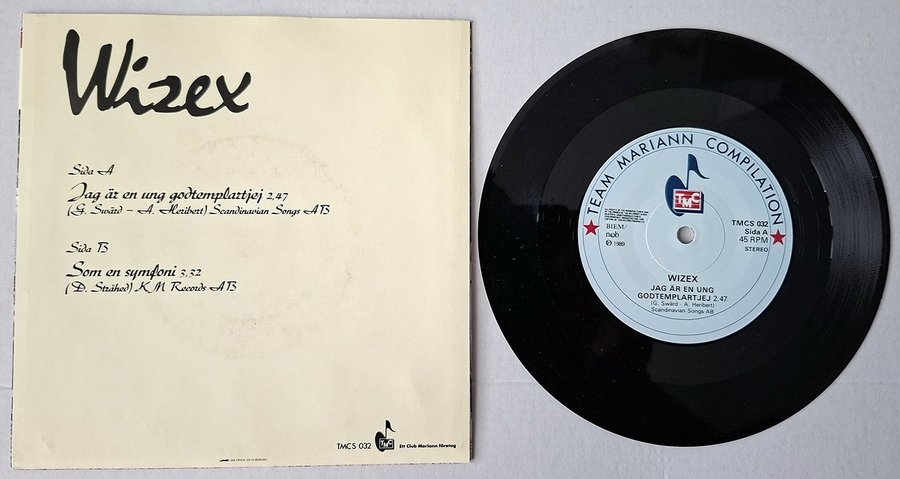 Wizex
Sida A
Jag är en ung godtemplartjej 2,47
(G. Swärd – A. Heribert) Scandinavian Songs AB
Sida B
Som en symfoni 3,32
(D. Stråhed) KM Records AB
TMCS 032
TMC
Ett Club Mariann företag
TEAM MARIANN COMPILATION
TMC
BIEM/
ncb
℗ 1989
TMCS 032
Sida A
45 RPM
STEREO
WIZEX
JAG ÄR EN UNG
GODTEMPLARTJEJ 2.47
(G. Swärd - A. Heribert)
Scandinavian Songs AB